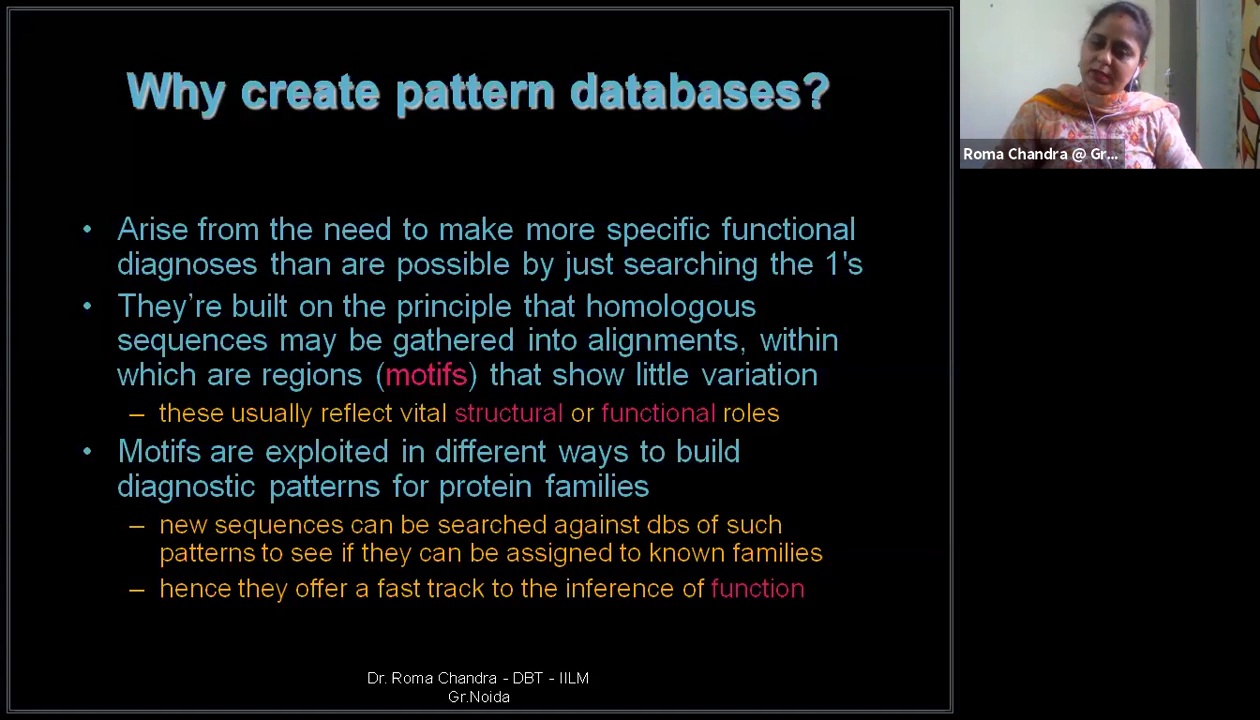 Why create pattern databases?
• Arise from the need to make more specific functional
diagnoses than are possible by just searching the 1's
• They're built on the principle that homologous
sequences may be gathered into alignments, within
which are regions (motifs) that show little variation
– these usually reflect vital structural or functional roles
• Motifs are exploited in different ways to build
diagnostic patterns for protein families
– new sequences can be searched against dbs of such
patterns to see if they can be assigned to known families
– hence they offer a fast track to the inference of function
Dr. Roma Chandra - DBT - IILM
Gr.Noida
Roma Chandra @ Gr...